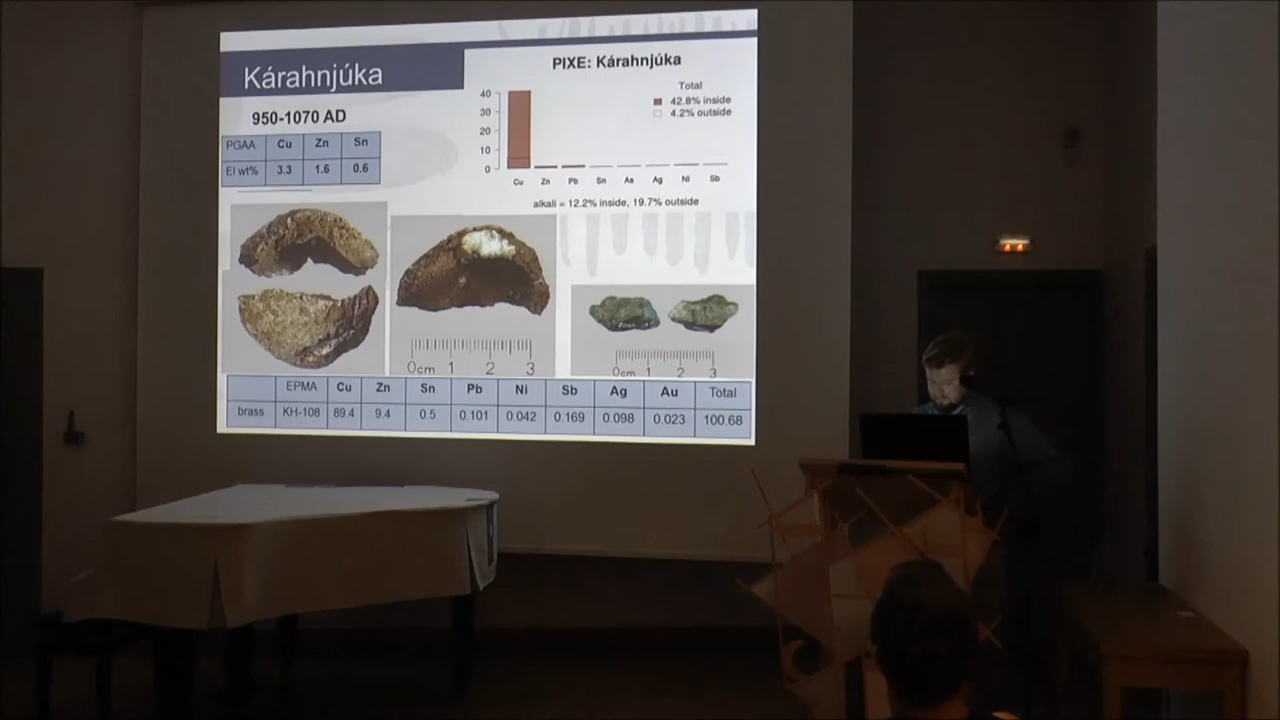 Kárahnjúka
950-1070 AD
PGAA Cu Zn Sn
El wt% 3.3 1.6 0.6
PIXE: Kárahnjúka
Total
42.8% inside
4.2% outside
40
30
20
10
0
Cu Zn Pb Sn As Ag Ni Sb
alkali = 12.2% inside, 19.7% outside
0cm 1 2 3
0cm 1 2 3
EPMA Cu Zn Sn Pb Ni Sb Ag Au Total
brass KH-108 89.4 9.4 0.5 0.101 0.042 0.169 0.098 0.023 100.68